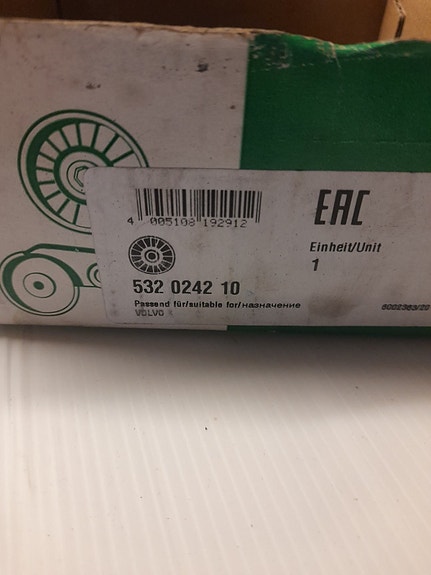 EAC
4 005108 192912
Einheit/Unit
1
532 0242 10
Passend für/suitable for/назначение
VOLVO